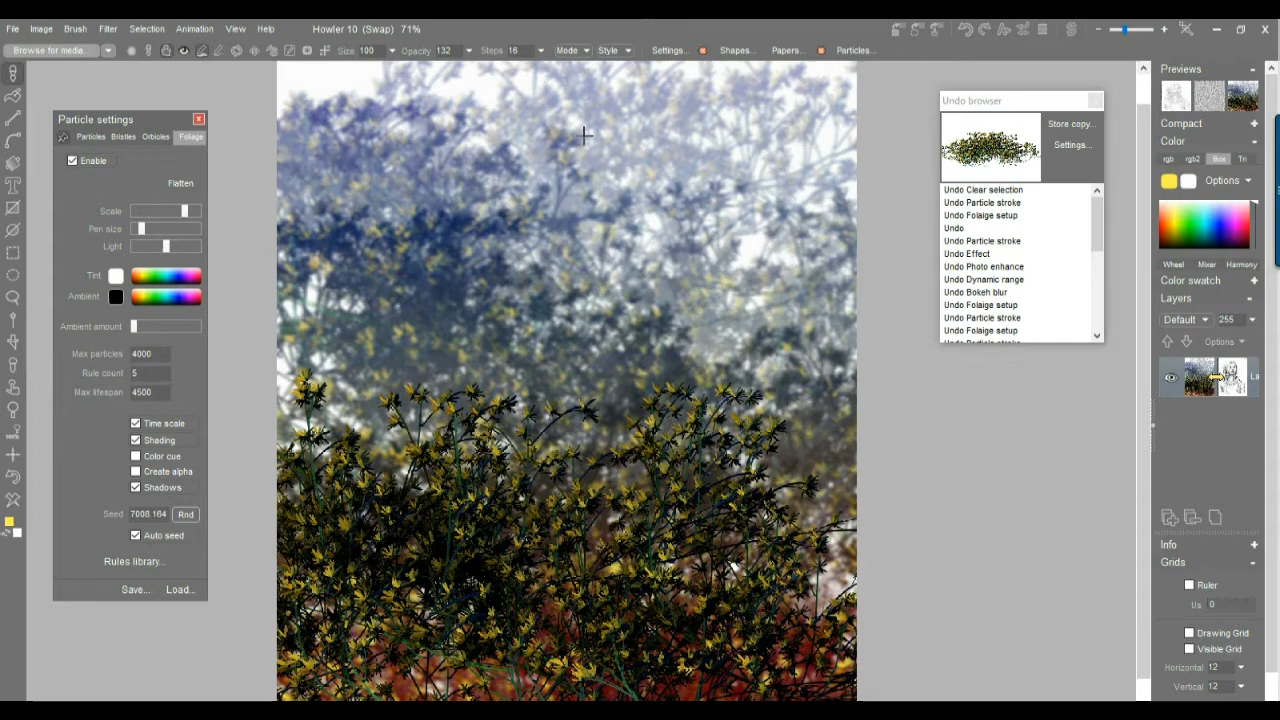 File Image Brush Filter Selection Animation View Help Howler 10 (Swap) 71%
Browse for media... Size 100 Opacity 132 Steps 16 Mode Style Settings... Shapes... Papers... Particles...
Particle settings
Particles Bristles Orbicles Foliage
Enable
Flatten
Scale
Pen size
Light
Tint
Ambient
Ambient amount
Max particles 4000
Rule count 5
Max lifespan 4500
Time scale
Shading
Color cue
Create alpha
Shadows
Seed 7008.164 Rnd
Auto seed
Rules library...
Save... Load...
Undo browser
Store copy...
Settings...
Undo Clear selection
Undo Particle stroke
Undo Folaige setup
Undo
Undo Particle stroke
Undo Effect
Undo Photo enhance
Undo Dynamic range
Undo Bokeh blur
Undo Folaige setup
Undo Particle stroke
Undo Folaige setup
Undo Particle stroke
Previews
Compact
Color
rgb rgb2 Box Tri
Options
Wheel Mixer Harmony
Color swatch
Layers
Default 255
Options
La
Info
Grids
Ruler
Us 0
Drawing Grid
Visible Grid
Horizontal 12
Vertical 12